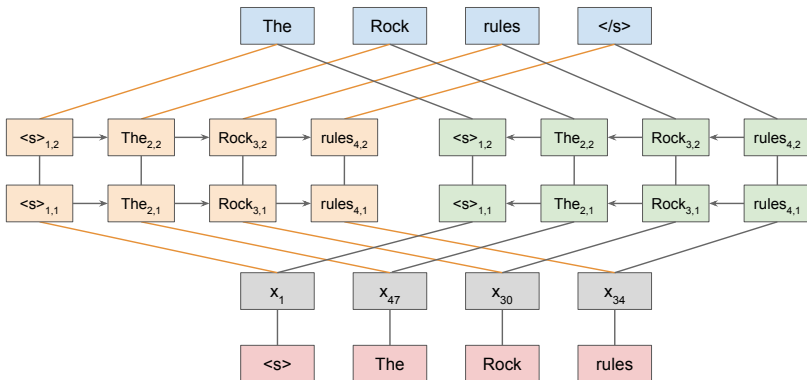 The Rock rules </s>
<s>1,2 The2,2 Rock3,2 rules4,2 <s>1,2 The2,2 Rock3,2 rules4,2
<s>1,1 The2,1 Rock3,1 rules4,1 <s>1,1 The2,1 Rock3,1 rules4,1
x1 x47 x30 x34
<s> The Rock rules